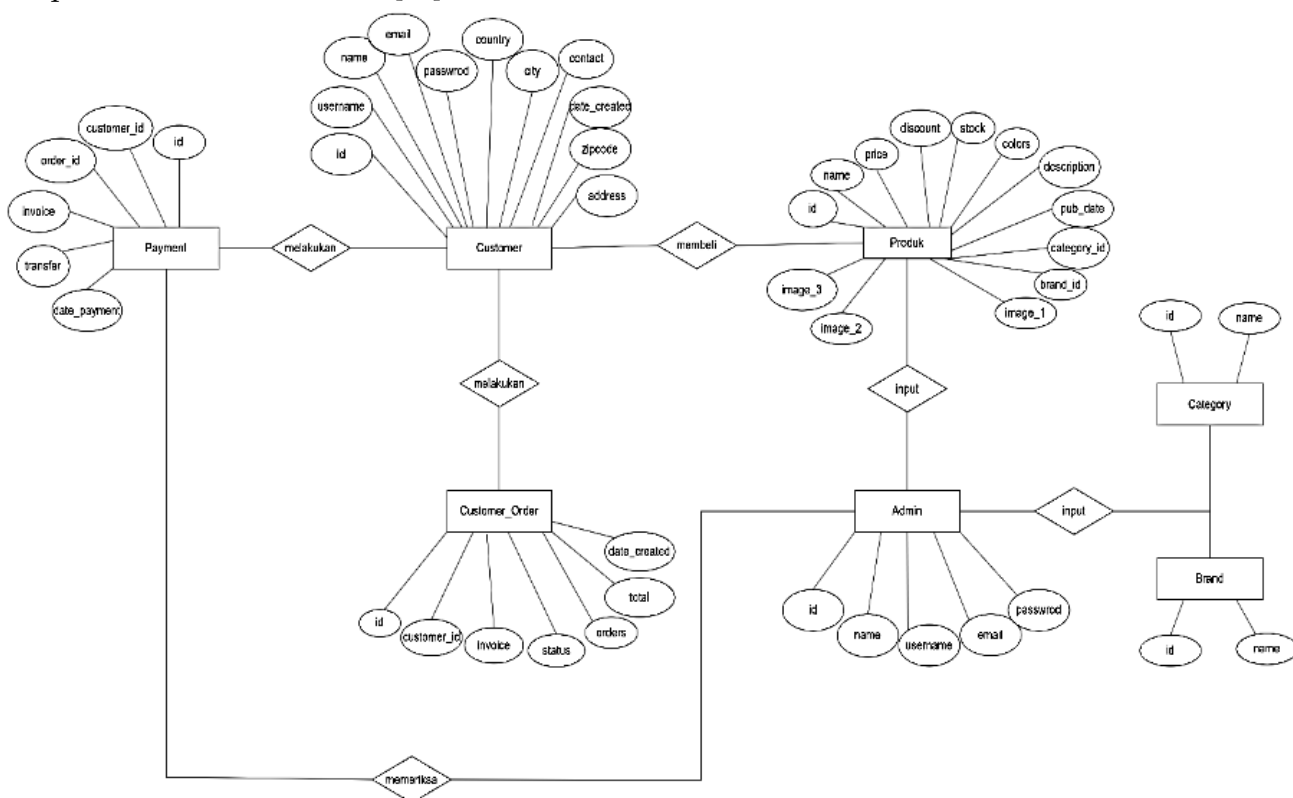 email
country
name
contact
passwrod
city
username
date_created
id
zipcode
address
customer_id
id
order_id
invoice
transfer
date_payment
Payment
melakukan
Customer
membeli
Produk
discount
stock
price
colors
name
description
id
pub_date
category_id
brand_id
image_3
image_2
image_1
id
name
Category
melakukan
input
Customer_Order
Admin
input
Brand
date_created
total
orders
status
invoice
customer_id
id
id
name
username
email
passwrod
id
name
memeriksa